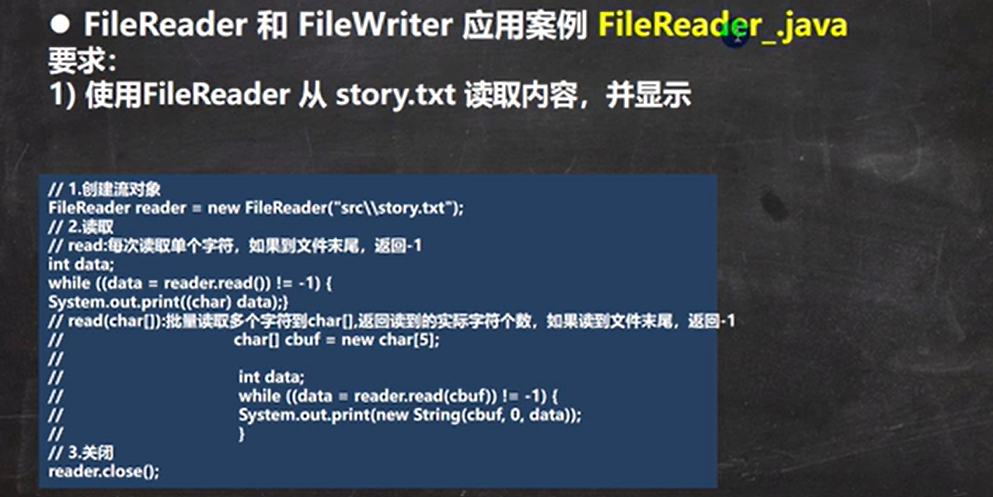 ● FileReader 和 FileWriter 应用案例 FileReader_.java
要求：
1) 使用FileReader 从 story.txt 读取内容，并显示
// 1.创建流对象
FileReader reader = new FileReader("src\\story.txt");
// 2.读取
// read:每次读取单个字符，如果到文件末尾，返回-1
int data;
while ((data = reader.read()) != -1) {
System.out.print((char) data);}
// read(char[]):批量读取多个字符到char[],返回读到的实际字符个数，如果读到文件末尾，返回-1
// char[] cbuf = new char[5];
//
// int data;
// while ((data = reader.read(cbuf)) != -1) {
// System.out.print(new String(cbuf, 0, data));
// }
// 3.关闭
reader.close();